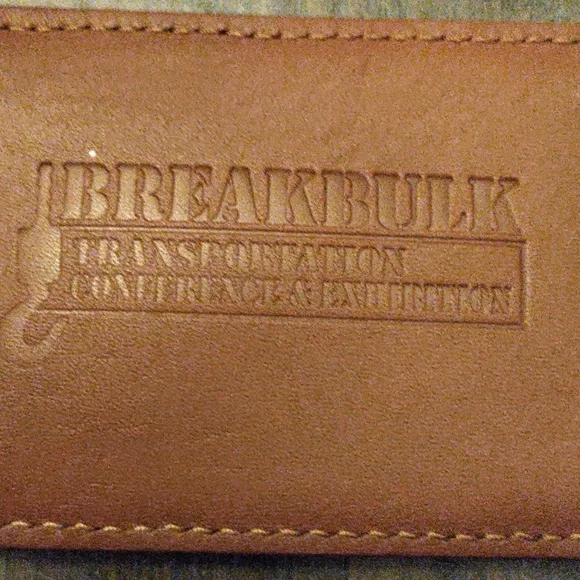 BREAKBULK
TRANSPORTATION
CONFERENCE & EXHIBITION